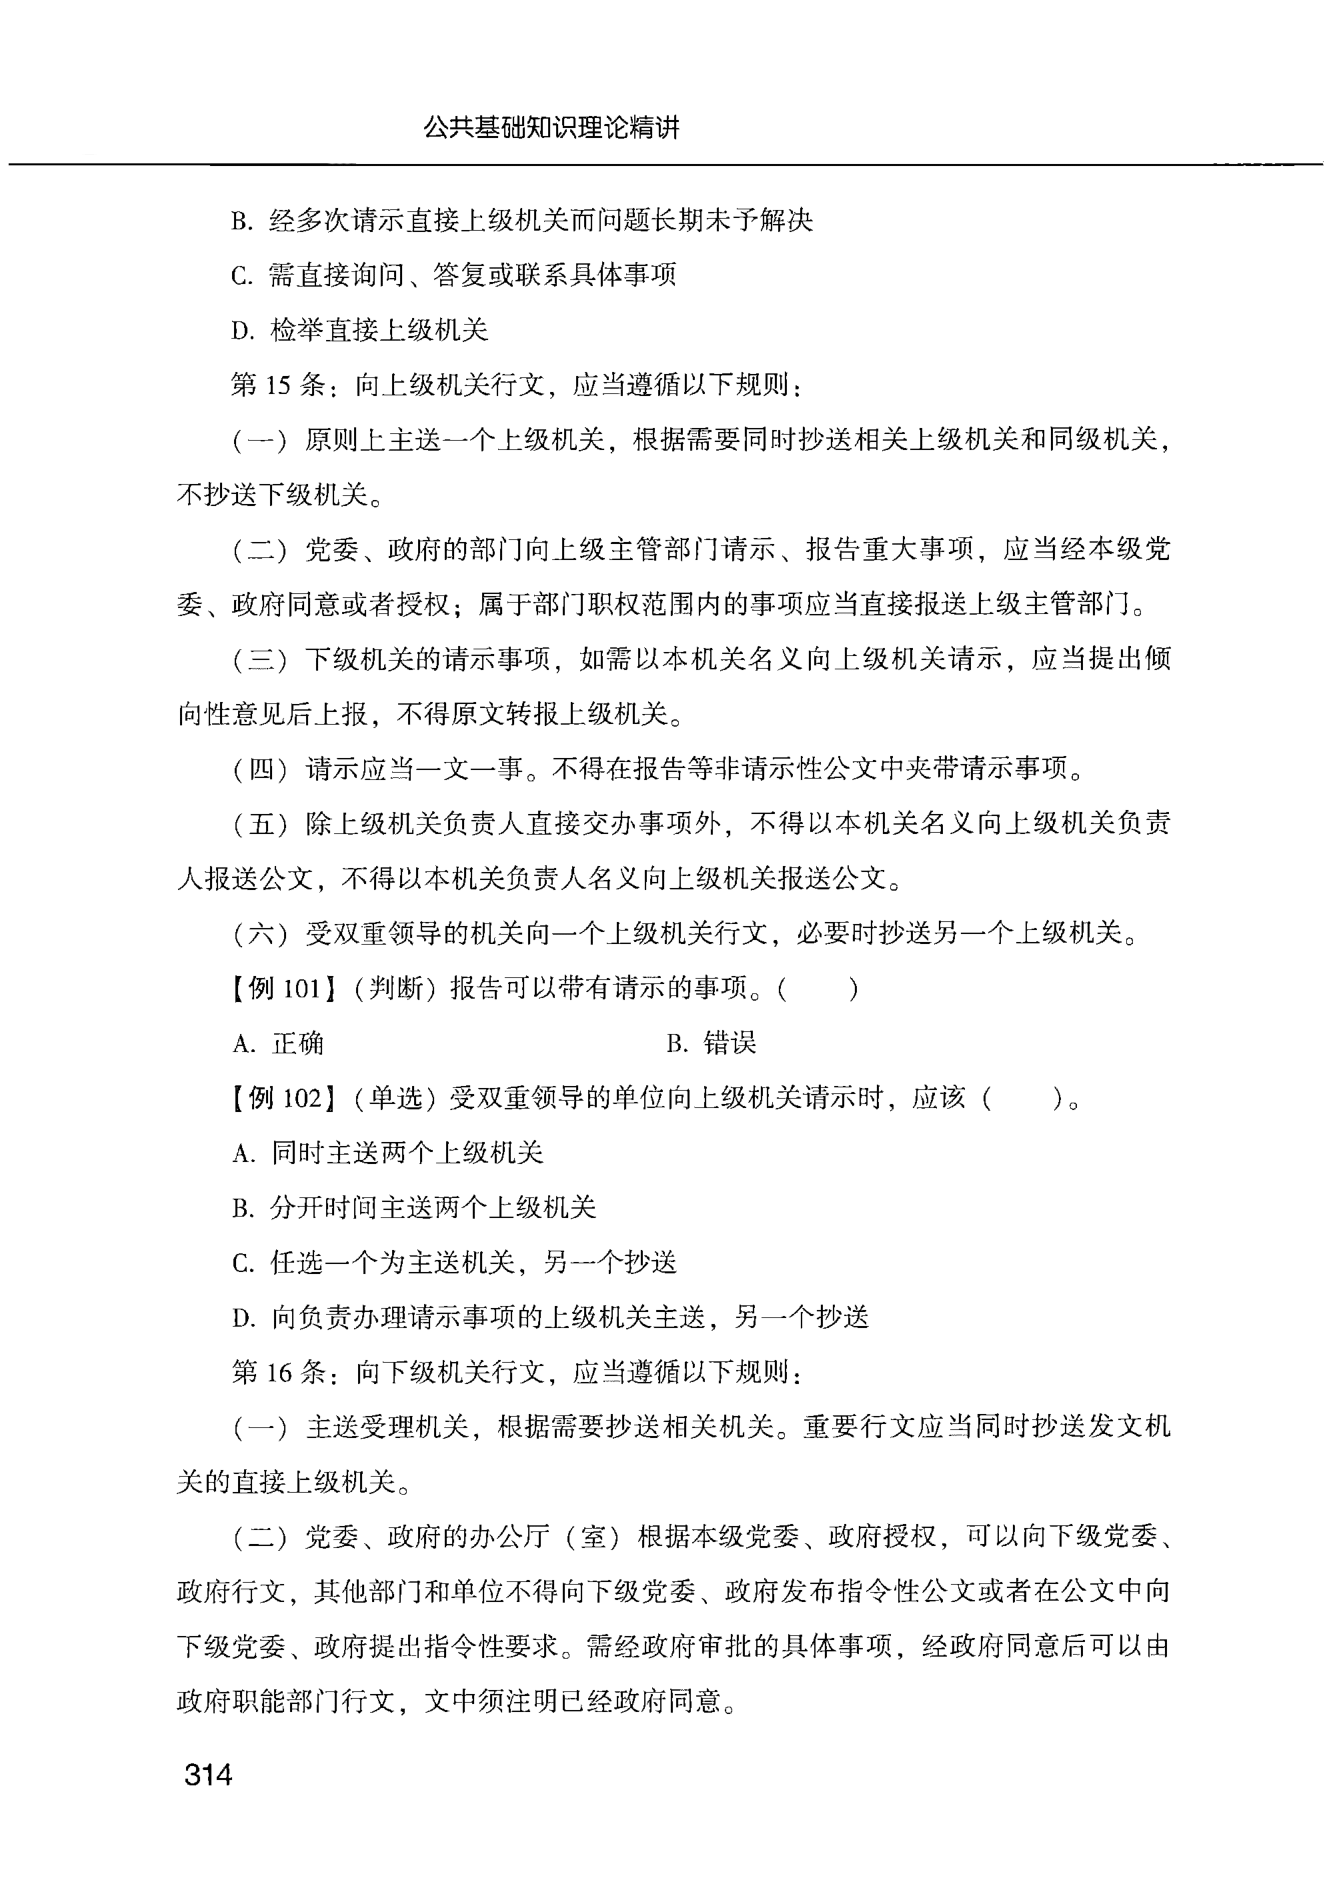 公共基础知识理论精讲
B. 经多次请示直接上级机关而问题长期未予解决
C. 需直接询问、答复或联系具体事项
D. 检举直接上级机关
第 15 条：向上级机关行文，应当遵循以下规则：
（一）原则上主送一个上级机关，根据需要同时抄送相关上级机关和同级机关，
不抄送下级机关。
（二）党委、政府的部门向上级主管部门请示、报告重大事项，应当经本级党
委、政府同意或者授权；属于部门职权范围内的事项应当直接报送上级主管部门。
（三）下级机关的请示事项，如需以本机关名义向上级机关请示，应当提出倾
向性意见后上报，不得原文转报上级机关。
（四）请示应当一文一事。不得在报告等非请示性公文中夹带请示事项。
（五）除上级机关负责人直接交办事项外，不得以本机关名义向上级机关负责
人报送公文，不得以本机关负责人名义向上级机关报送公文。
（六）受双重领导的机关向一个上级机关行文，必要时抄送另一个上级机关。
【例 101】（判断）报告可以带有请示的事项。（　　）
A. 正确　　B. 错误
【例 102】（单选）受双重领导的单位向上级机关请示时，应该（　　）。
A. 同时主送两个上级机关
B. 分开时间主送两个上级机关
C. 任选一个为主送机关，另一个抄送
D. 向负责办理请示事项的上级机关主送，另一个抄送
第 16 条：向下级机关行文，应当遵循以下规则：
（一）主送受理机关，根据需要抄送相关机关。重要行文应当同时抄送发文机
关的直接上级机关。
（二）党委、政府的办公厅（室）根据本级党委、政府授权，可以向下级党委、
政府行文，其他部门和单位不得向下级党委、政府发布指令性公文或者在公文中向
下级党委、政府提出指令性要求。需经政府审批的具体事项，经政府同意后可以由
政府职能部门行文，文中须注明已经政府同意。
314